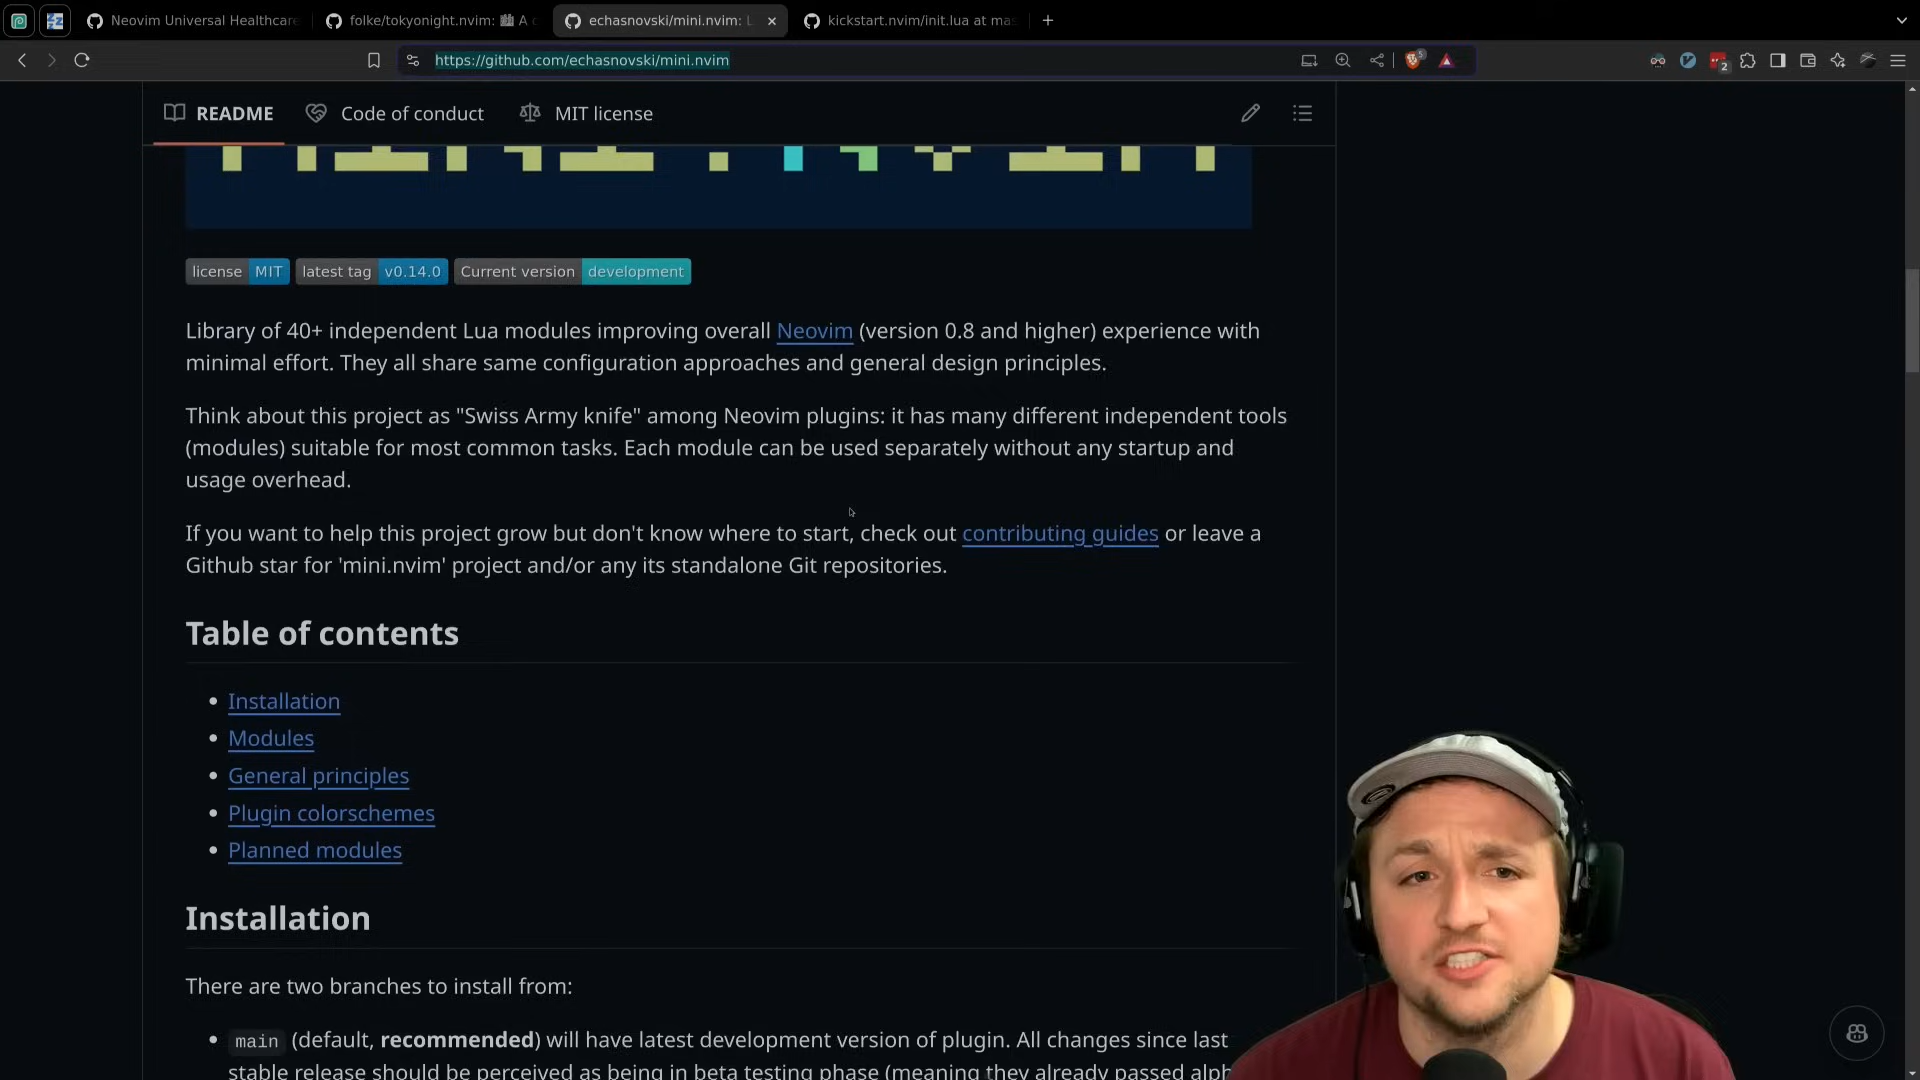 Neovim Universal Healthcare
folke/tokyonight.nvim: 🏙 A c
echasnovski/mini.nvim: L
kickstart.nvim/init.lua at mas
https://github.com/echasnovski/mini.nvim
5
2
README
Code of conduct
MIT license
license MIT
latest tag v0.14.0
Current version development
Library of 40+ independent Lua modules improving overall Neovim (version 0.8 and higher) experience with
minimal effort. They all share same configuration approaches and general design principles.
Think about this project as "Swiss Army knife" among Neovim plugins: it has many different independent tools
(modules) suitable for most common tasks. Each module can be used separately without any startup and
usage overhead.
If you want to help this project grow but don't know where to start, check out contributing guides or leave a
Github star for 'mini.nvim' project and/or any its standalone Git repositories.
Table of contents
Installation
Modules
General principles
Plugin colorschemes
Planned modules
Installation
There are two branches to install from:
main (default, recommended) will have latest development version of plugin. All changes since last
stable release should be perceived as being in beta testing phase (meaning they already passed alph